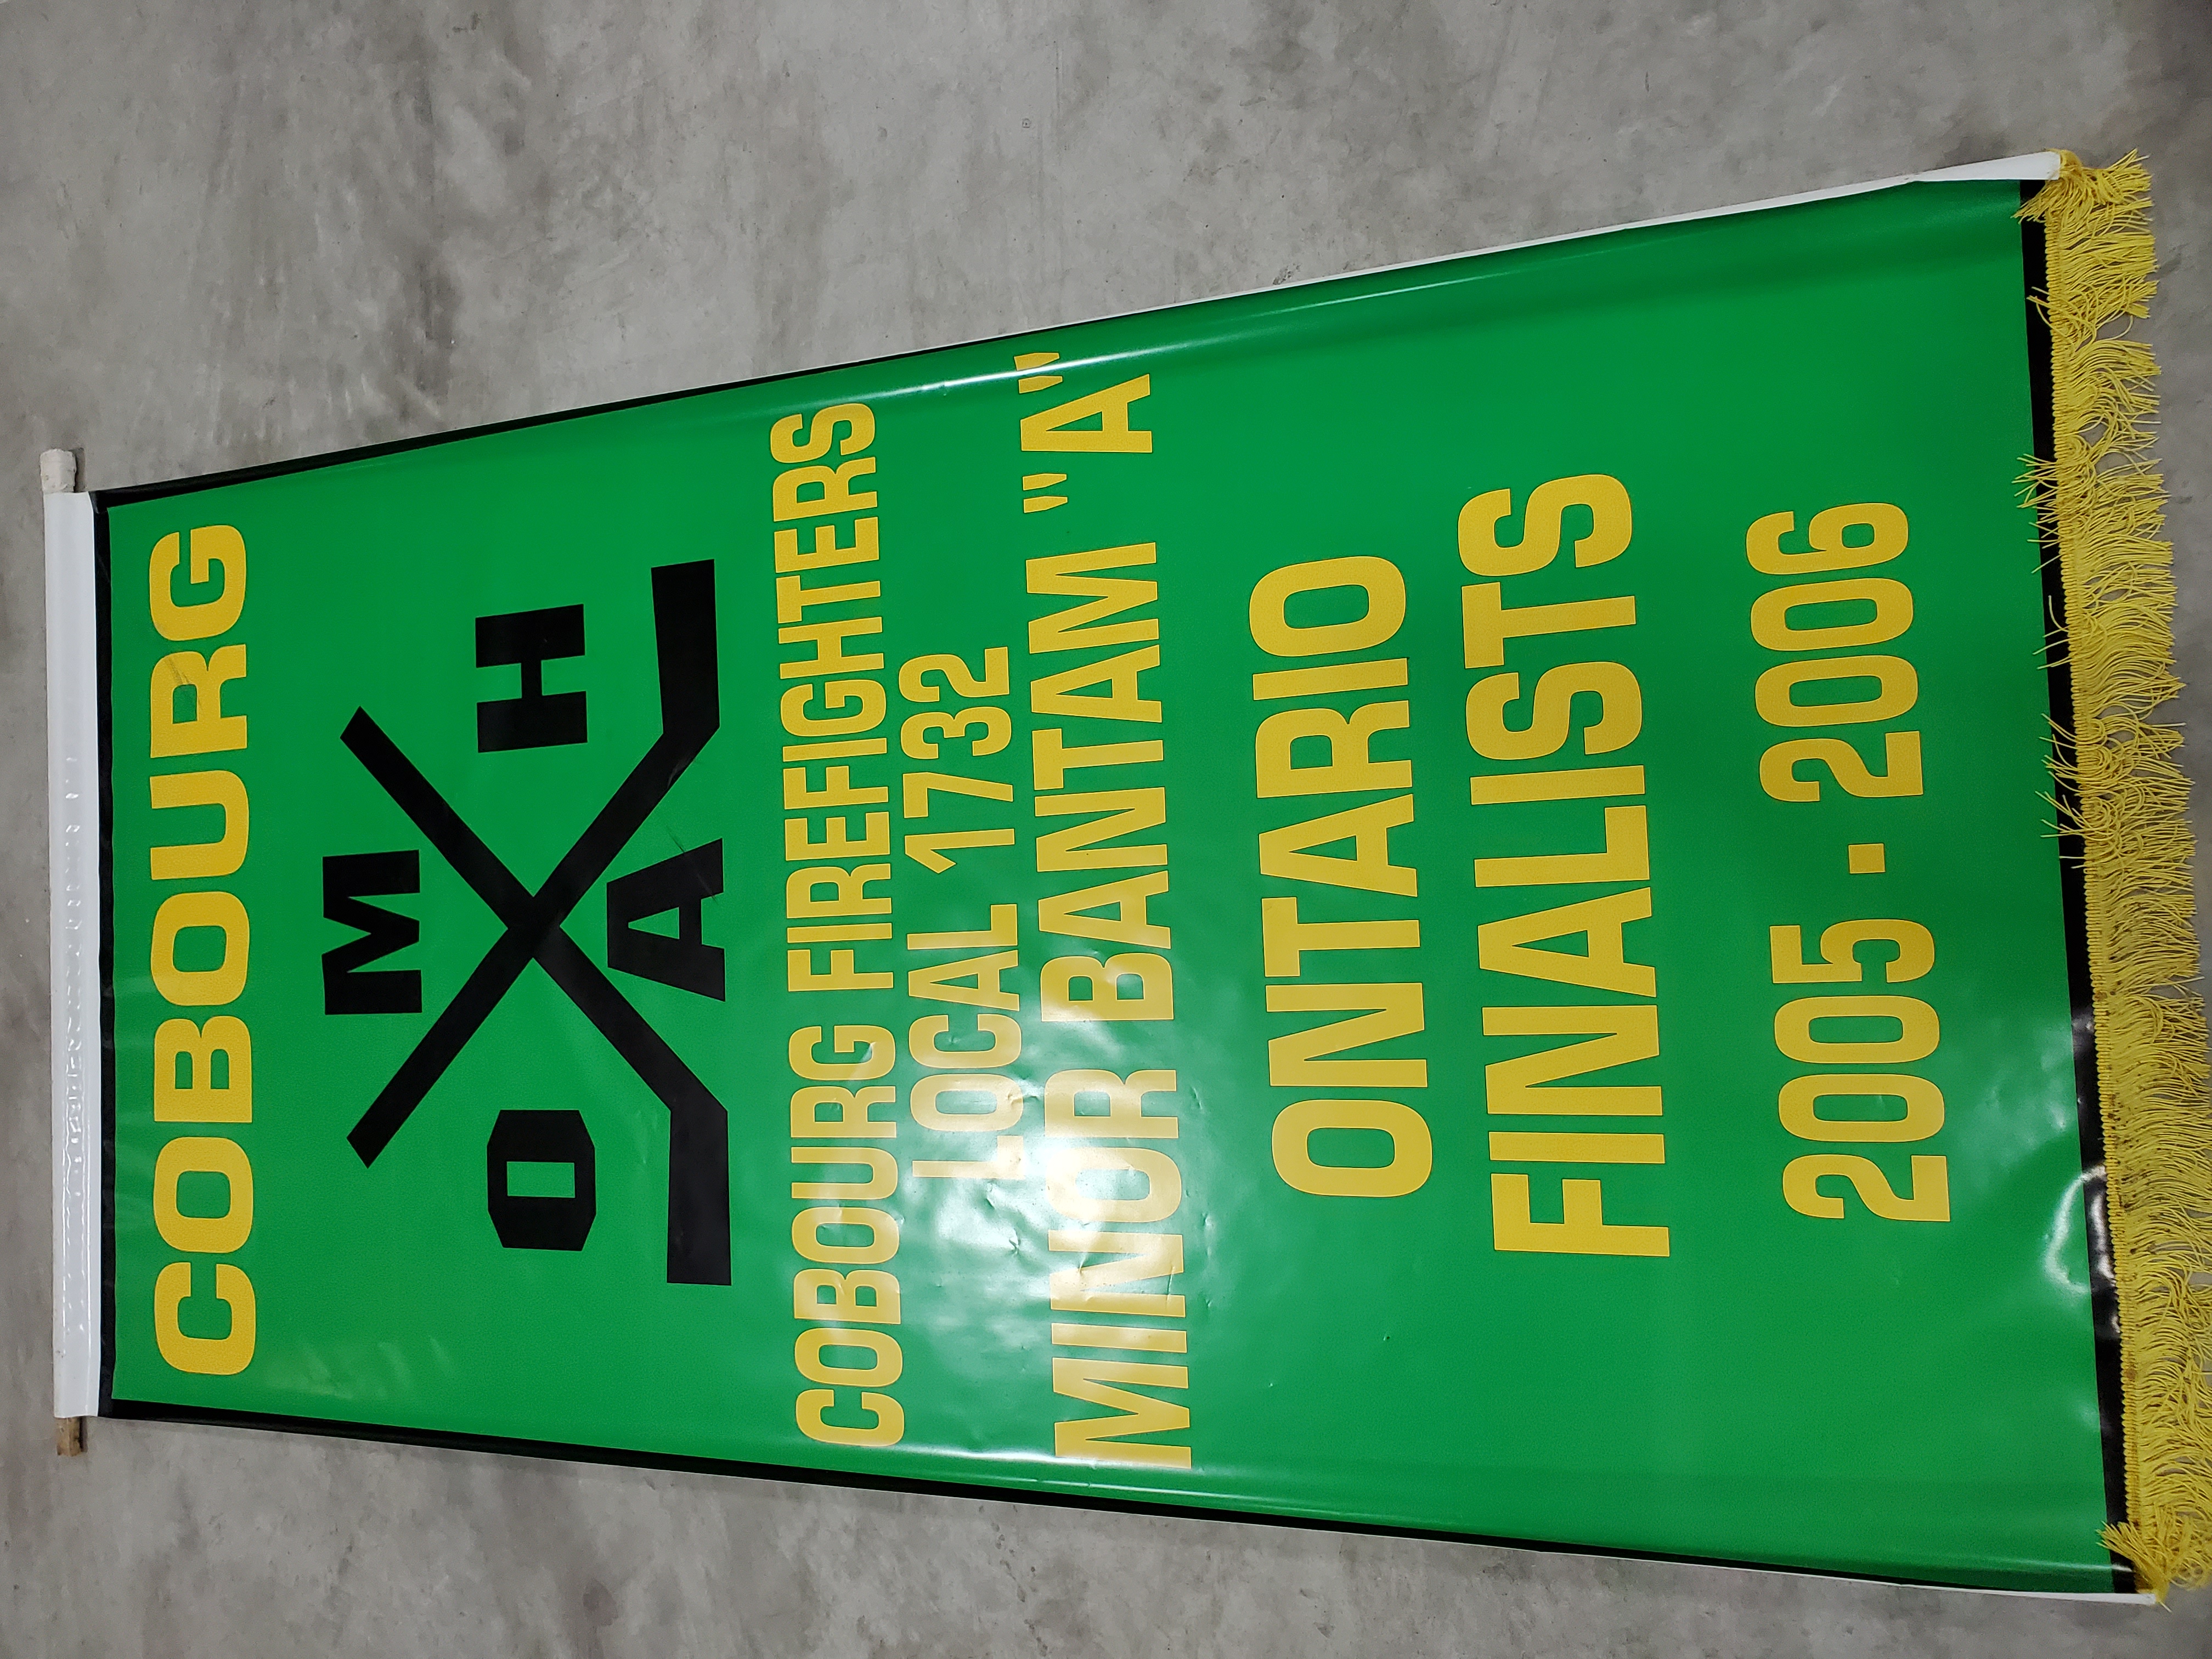 COBOURG
M
O H
A
COBOURG FIREFIGHTERS
LOCAL 1732
MINOR BANTAM "A"
ONTARIO
FINALISTS
2005 - 2006